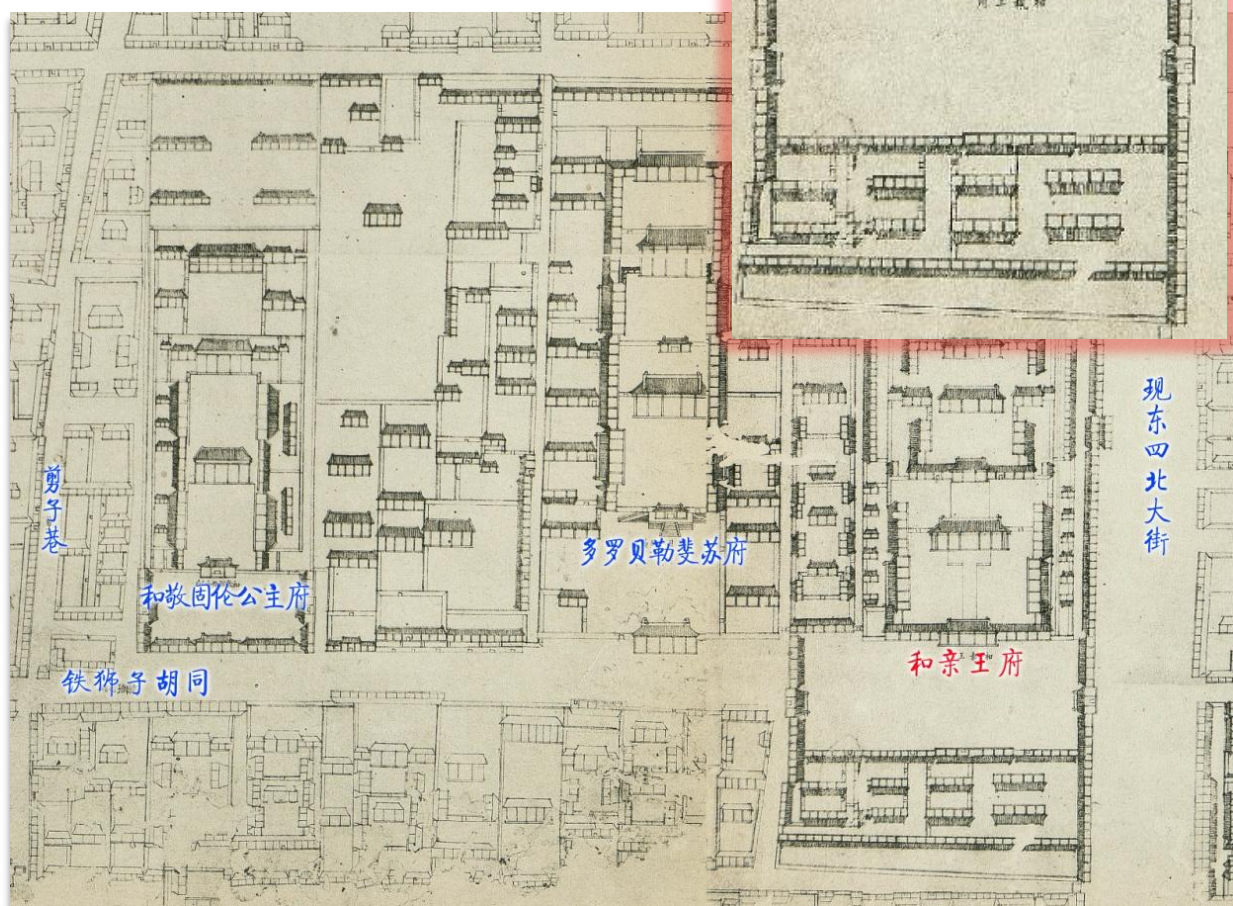 现东四北大街
剪子巷
多罗贝勒斐苏府
和敬固伦公主府
和亲王府
铁狮子胡同